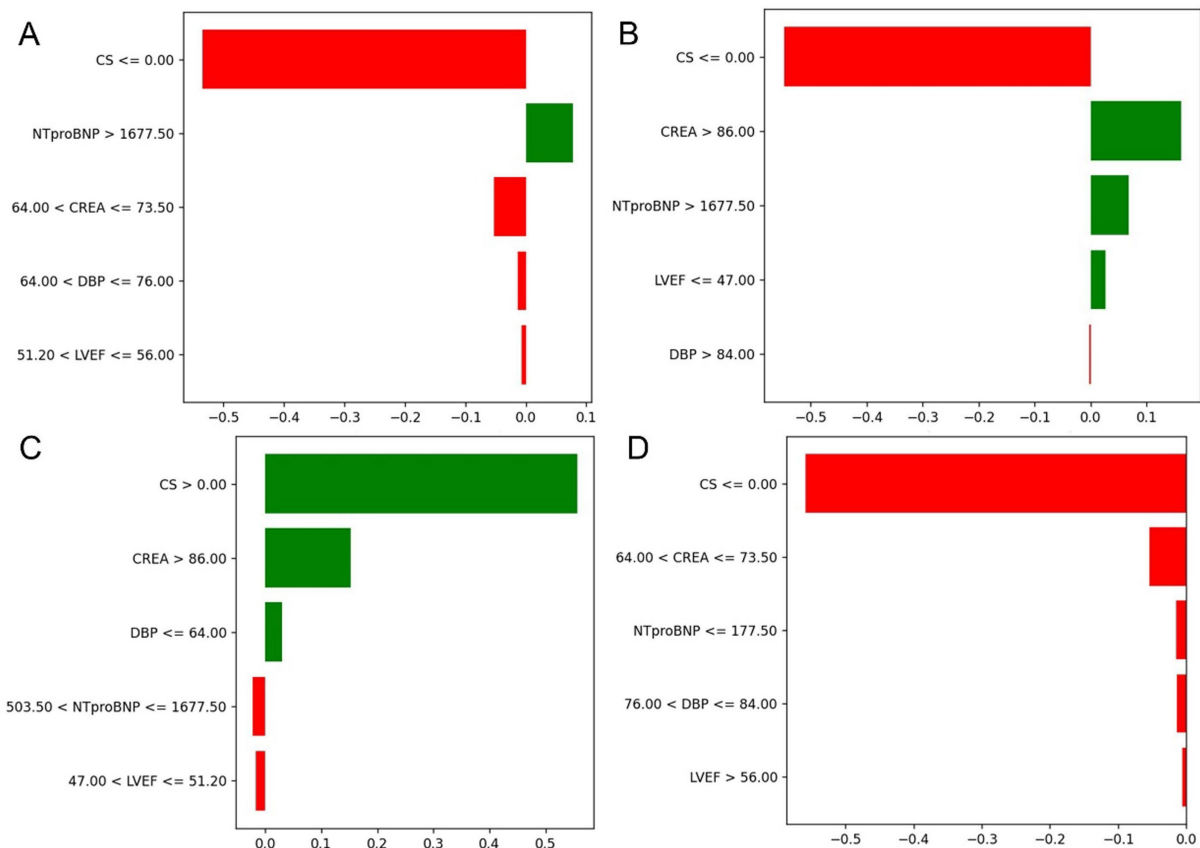 A
CS <= 0.00
NTproBNP > 1677.50
64.00 < CREA <= 73.50
64.00 < DBP <= 76.00
51.20 < LVEF <= 56.00
−0.5 −0.4 −0.3 −0.2 −0.1 0.0 0.1
B
CS <= 0.00
CREA > 86.00
NTproBNP > 1677.50
LVEF <= 47.00
DBP > 84.00
−0.5 −0.4 −0.3 −0.2 −0.1 0.0 0.1
C
CS > 0.00
CREA > 86.00
DBP <= 64.00
503.50 < NTproBNP <= 1677.50
47.00 < LVEF <= 51.20
0.0 0.1 0.2 0.3 0.4 0.5
D
CS <= 0.00
64.00 < CREA <= 73.50
NTproBNP <= 177.50
76.00 < DBP <= 84.00
LVEF > 56.00
−0.5 −0.4 −0.3 −0.2 −0.1 0.0